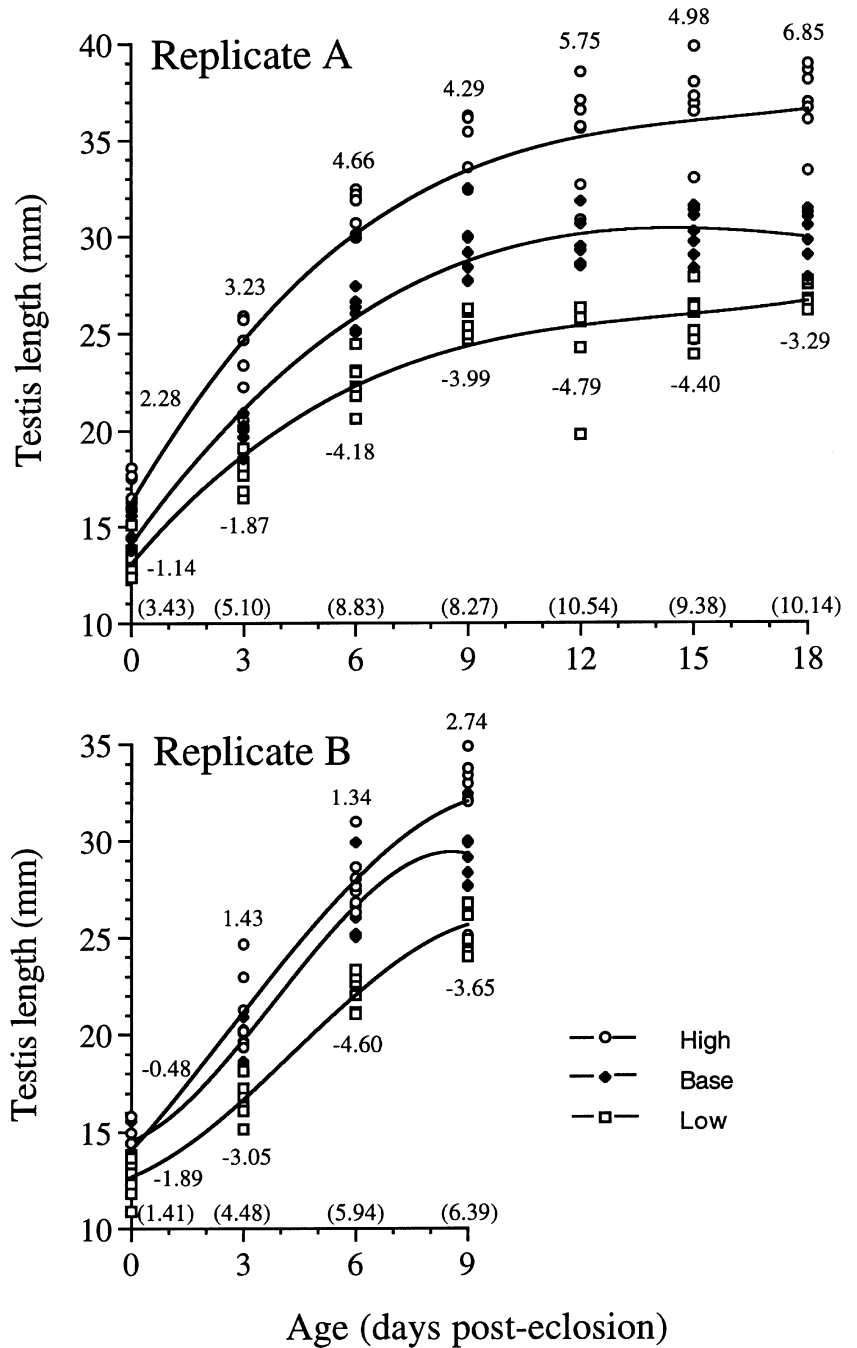 Replicate A
Testis length (mm)
40
35
30
25
20
15
10
2.28
3.23
4.66
4.29
5.75
4.98
6.85
-1.14
-1.87
-4.18
-3.99
-4.79
-4.40
-3.29
(3.43) (5.10) (8.83) (8.27) (10.54) (9.38) (10.14)
0 3 6 9 12 15 18
Replicate B
Testis length (mm)
35
30
25
20
15
10
-0.48
1.43
1.34
2.74
-1.89
-3.05
-4.60
-3.65
(1.41) (4.48) (5.94) (6.39)
0 3 6 9
High
Base
Low
Age (days post-eclosion)